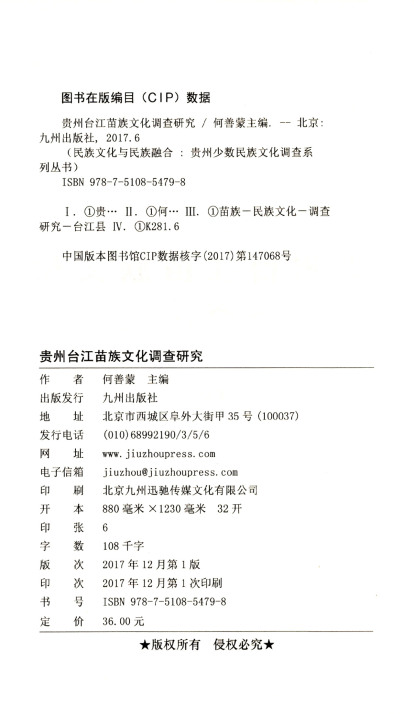 图书在版编目（CIP）数据
贵州台江苗族文化调查研究 / 何善蒙主编. -- 北京:
九州出版社, 2017.6
（民族文化与民族融合 : 贵州少数民族文化调查系
列丛书）
ISBN 978-7-5108-5479-8
Ⅰ. ①贵… Ⅱ. ①何… Ⅲ. ①苗族－民族文化－调查
研究－台江县 Ⅳ. ①K281.6
中国版本图书馆CIP数据核字(2017)第147068号
贵州台江苗族文化调查研究
作 者 何善蒙 主编
出版发行 九州出版社
地 址 北京市西城区阜外大街甲 35 号 (100037)
发行电话 (010)68992190/3/5/6
网 址 www.jiuzhoupress.com
电子信箱 jiuzhou@jiuzhoupress.com
印 刷 北京九州迅驰传媒文化有限公司
开 本 880 毫米 ×1230 毫米 32 开
印 张 6
字 数 108 千字
版 次 2017 年 12 月第 1 版
印 次 2017 年 12 月第 1 次印刷
书 号 ISBN 978-7-5108-5479-8
定 价 36.00 元
★版权所有 侵权必究★